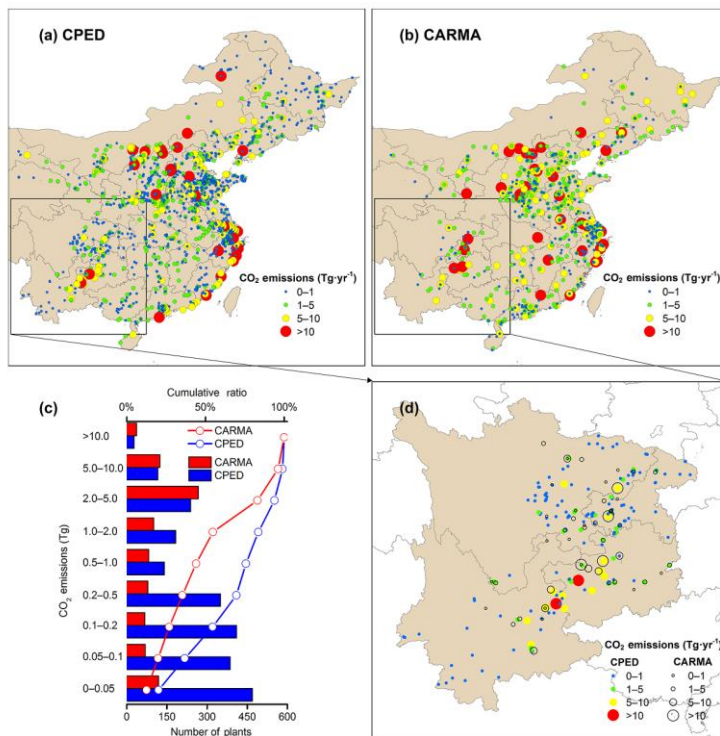 (a) CPED
CO₂ emissions (Tg·yr⁻¹)
0–1
1–5
5–10
>10
(b) CARMA
CO₂ emissions (Tg·yr⁻¹)
0–1
1–5
5–10
>10
(c)
Cumulative ratio
0% 50% 100%
CARMA
CPED
CARMA
CPED
CO₂ emissions (Tg)
>10.0
5.0–10.0
2.0–5.0
1.0–2.0
0.5–1.0
0.2–0.5
0.1–0.2
0.05–0.1
0–0.05
0 150 300 450 600
Number of plants
(d)
CO₂ emissions (Tg·yr⁻¹)
CPED CARMA
0–1 0–1
1–5 1–5
5–10 5–10
>10 >10